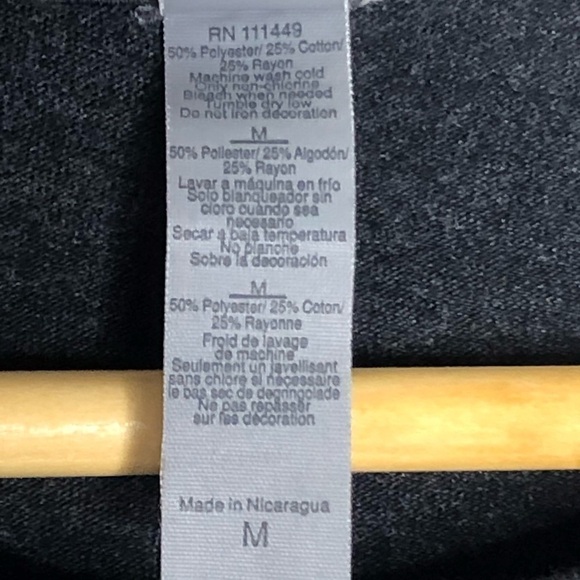 RN 111449
50% Polyester/ 25% Cotton/
25% Rayon
Machine wash cold
Only non-chlorine
Bleach when needed
Tumble dry low
Do not iron decoration
M
50% Poliester/ 25% Algodón/
25% Rayon
Lavar a máquina en frío
Solo blanqueador sin
cloro cuando sea
necesario
Secar a baja temperatura
No planche
Sobre la decoración
M
50% Polyester/ 25% Coton/
25% Rayonne
Froid de lavage
de machine
Seulement un javellisant
sans chlore si nécessaire
le bas sec de degringolade
Ne pas repasser
sur les décoration
Made in Nicaragua
M